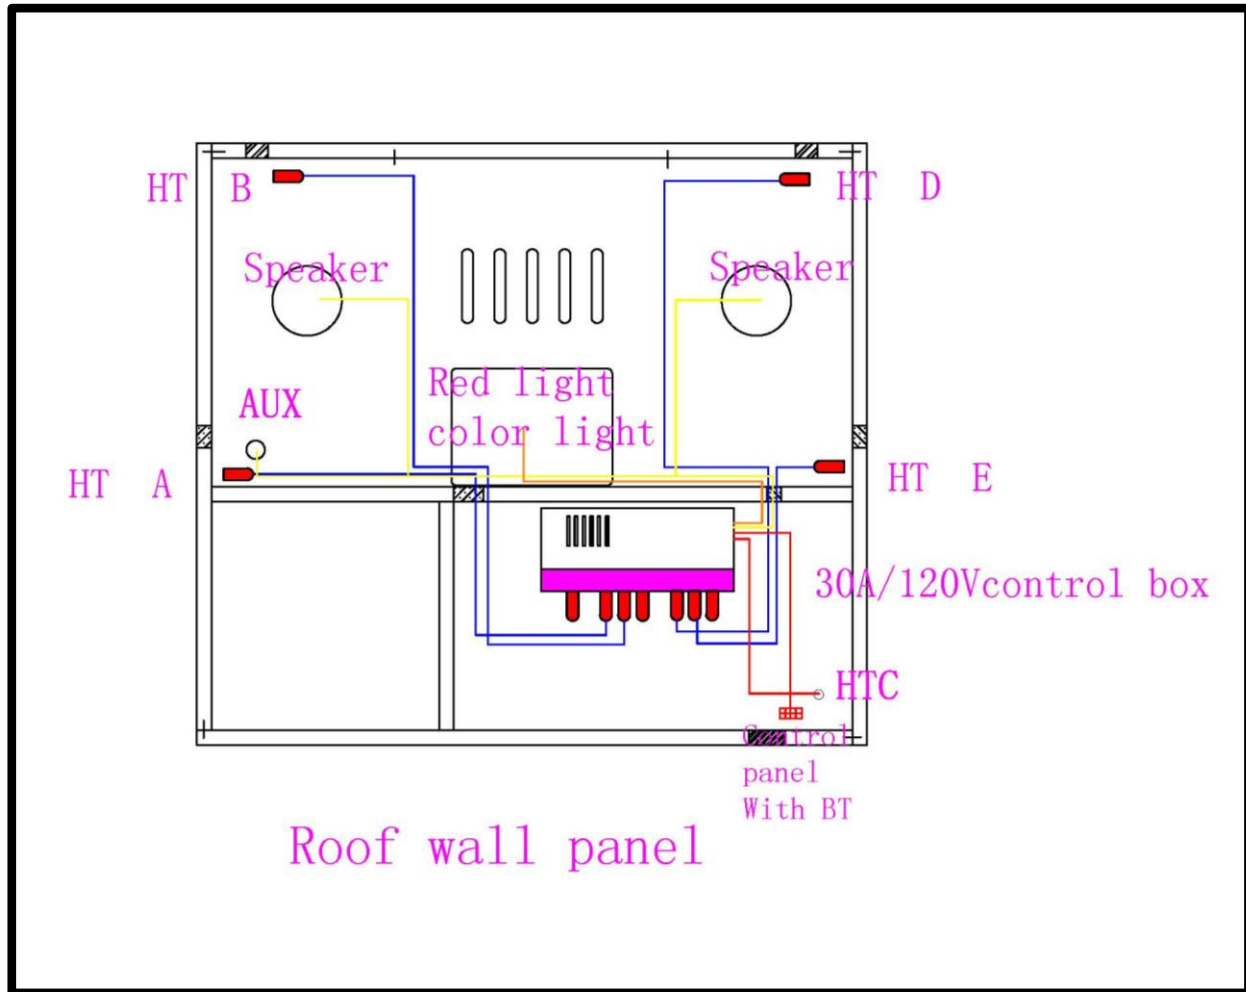 HT B
HT D
Speaker
Speaker
Red light
color light
AUX
HT A
HT E
30A/120Vcontrol box
HTC
Control
panel
With BT
Roof wall panel